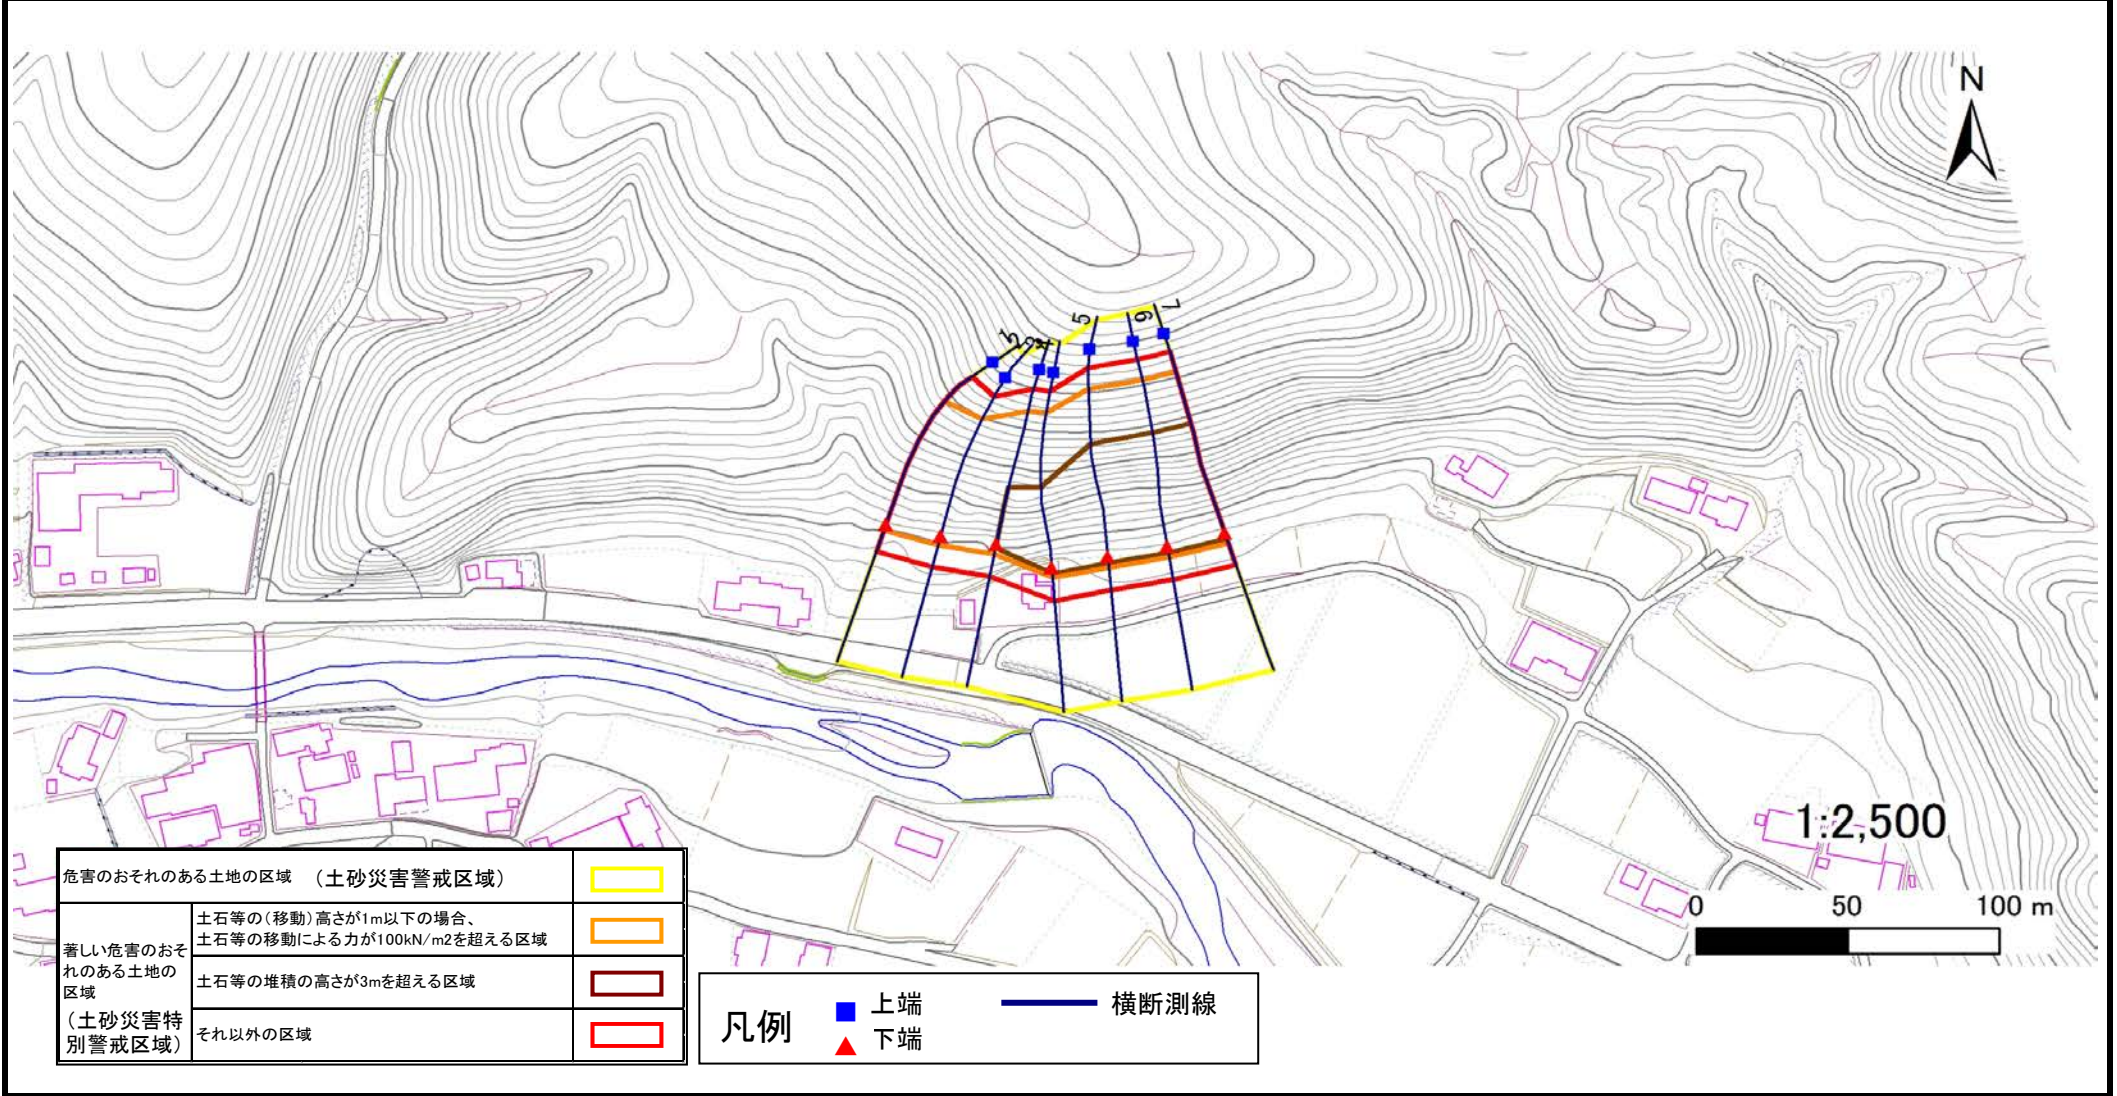 N
5
6
7
1:2,500
0 50 100 m
危害のおそれのある土地の区域 （土砂災害警戒区域）
著しい危害のおそ
れのある土地の
区域
（土砂災害特
別警戒区域）
土石等の（移動）高さが1m以下の場合、
土石等の移動による力が100kN/m2を超える区域
土石等の堆積の高さが3mを超える区域
それ以外の区域
凡例
上端
下端
横断測線